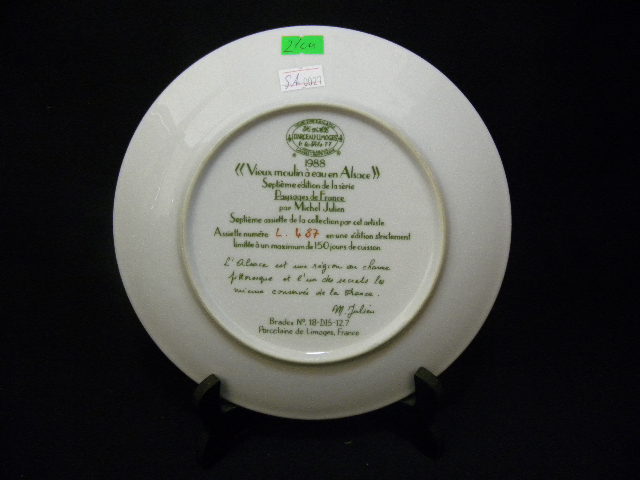 21cm
D'ARCEAU-LIMOGES
1988
«Vieux moulin à eau en Alsace»
Septième édition de la série
Paysages de France
par Michel Julien
Septième assiette de la collection par cet artiste
Assiette numéro L. 487 en une édition strictement
limitée à un maximum de 150 jours de cuisson.
L'Alsace est une région au charme
pittoresque et l'un des secrets les
mieux conservés de la France.
M. Julien
Bradex Nº. 18-D15-12.7
Porcelaine de Limoges, France